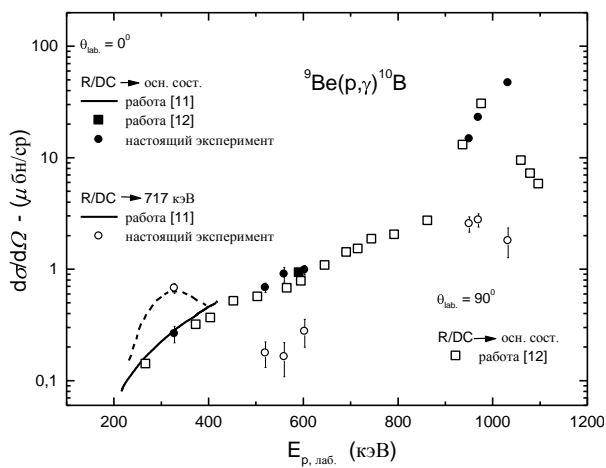 θlab. = 0⁰
⁹Be(p,γ)¹⁰B
R/DC → осн. сост.
работа [11]
работа [12]
настоящий эксперимент
R/DC → 717 кэВ
работа [11]
настоящий эксперимент
θlab. = 90⁰
R/DC → осн. сост.
работа [12]
dσ/dΩ - (μ бн/ср)
100
10
1
0,1
200 400 600 800 1000 1200
Eр, лаб. (кэВ)